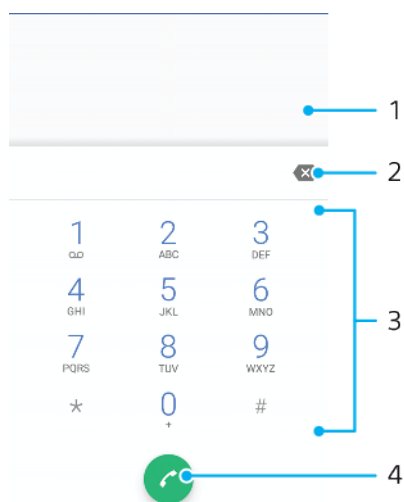 1
2
1 2 3
ABC DEF
4 5 6
GHI JKL MNO
3
7 8 9
PQRS TUV WXYZ
* 0 #
+
4